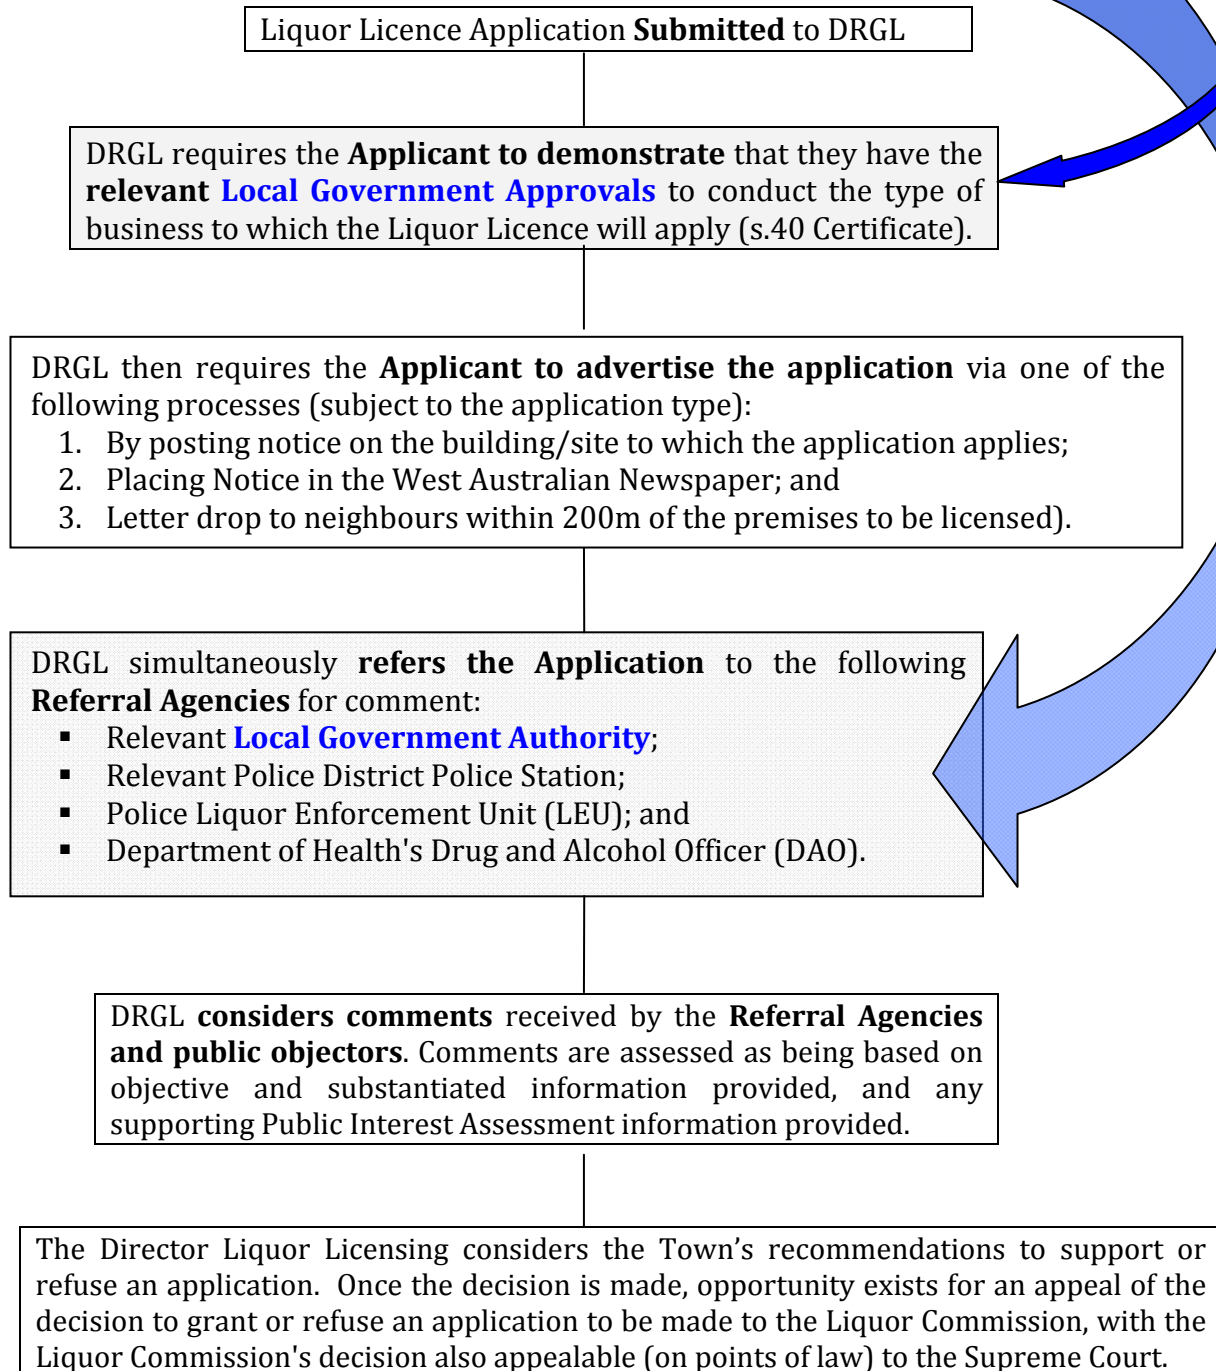 Liquor Licence Application Submitted to DRGL
DRGL requires the Applicant to demonstrate that they have the
relevant Local Government Approvals to conduct the type of
business to which the Liquor Licence will apply (s.40 Certificate).
DRGL then requires the Applicant to advertise the application via one of the
following processes (subject to the application type):
1. By posting notice on the building/site to which the application applies;
2. Placing Notice in the West Australian Newspaper; and
3. Letter drop to neighbours within 200m of the premises to be licensed).
DRGL simultaneously refers the Application to the following
Referral Agencies for comment:
▪ Relevant Local Government Authority;
▪ Relevant Police District Police Station;
▪ Police Liquor Enforcement Unit (LEU); and
▪ Department of Health's Drug and Alcohol Officer (DAO).
DRGL considers comments received by the Referral Agencies
and public objectors. Comments are assessed as being based on
objective and substantiated information provided, and any
supporting Public Interest Assessment information provided.
The Director Liquor Licensing considers the Town’s recommendations to support or
refuse an application.  Once the decision is made, opportunity exists for an appeal of the
decision to grant or refuse an application to be made to the Liquor Commission, with the
Liquor Commission's decision also appealable (on points of law) to the Supreme Court.